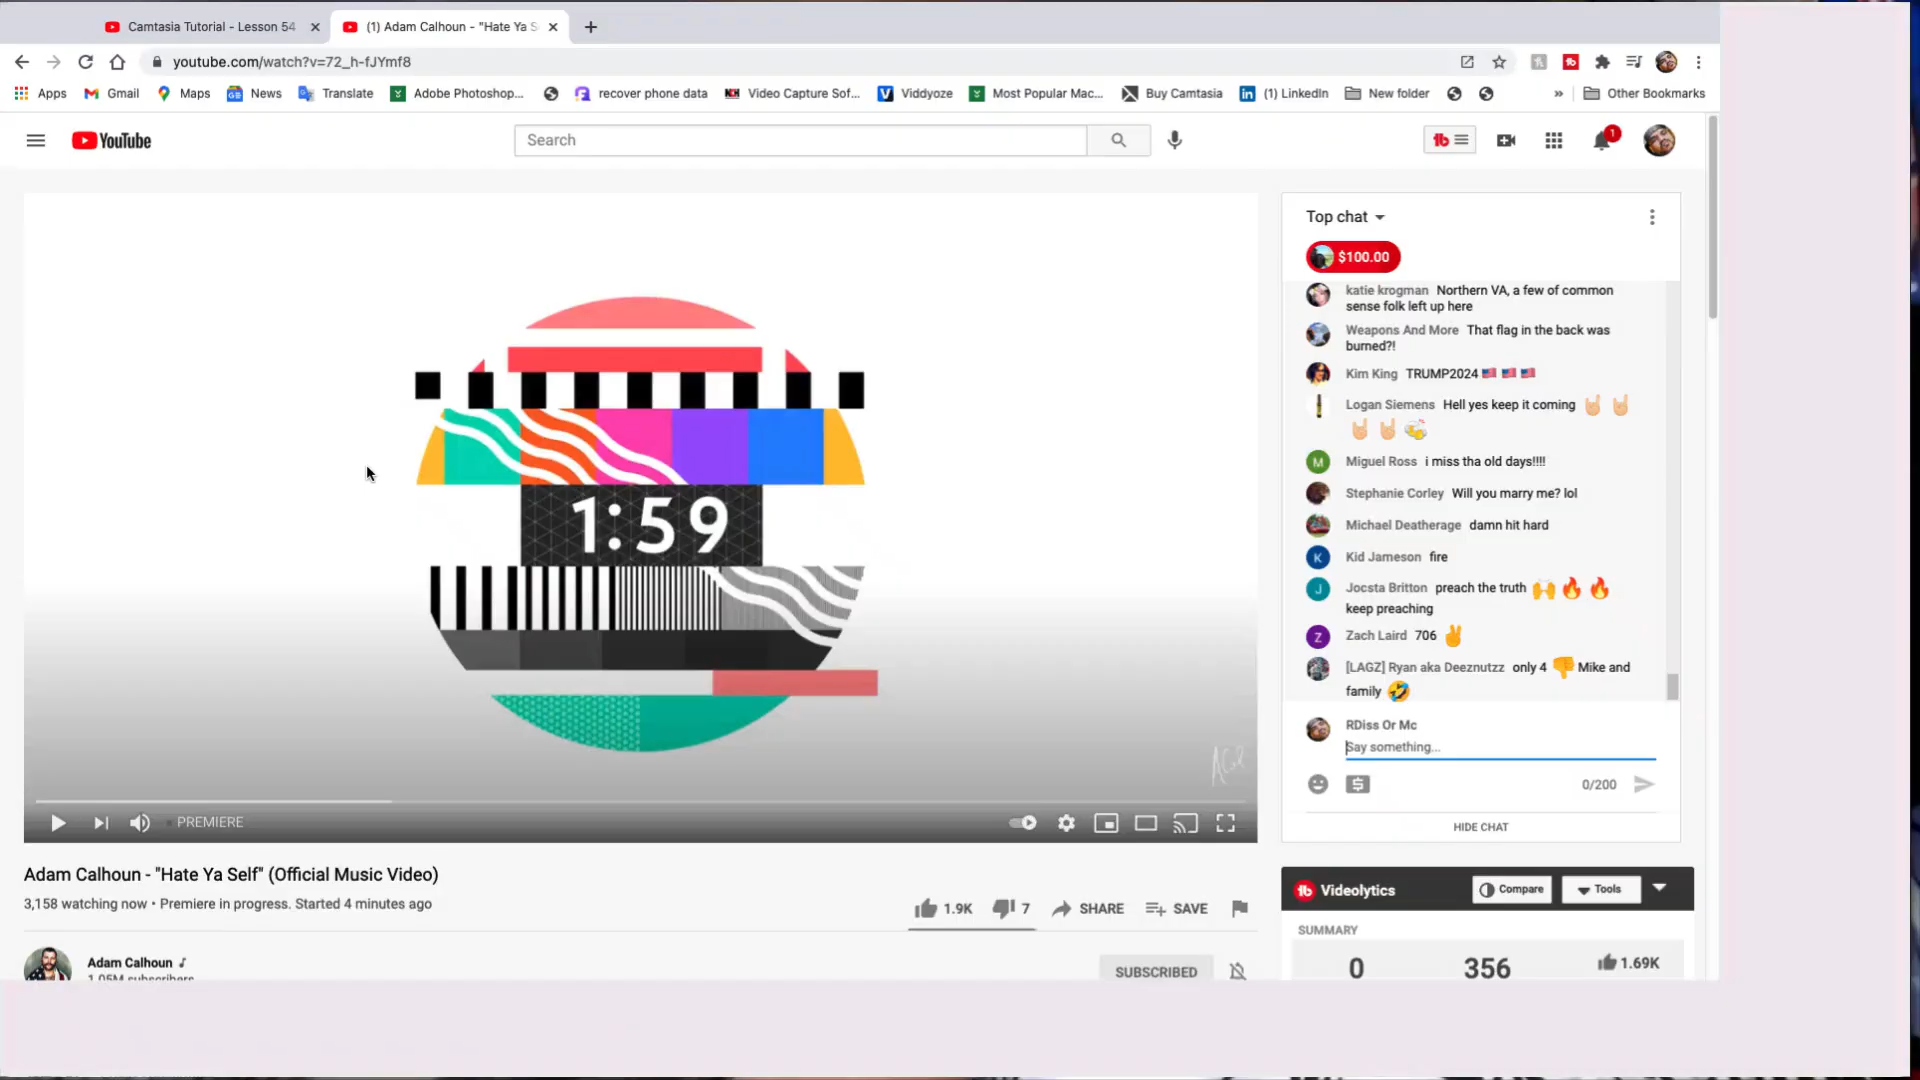 Camtasia Tutorial - Lesson 54
(1) Adam Calhoun - "Hate Ya S
youtube.com/watch?v=72_h-fJYmf8
Apps Gmail Maps News Translate Adobe Photoshop... recover phone data Video Capture Sof... Viddyoze Most Popular Mac... Buy Camtasia (1) LinkedIn New folder » Other Bookmarks
YouTube
Search
1
Top chat
$100.00
katie krogman Northern VA, a few of common
sense folk left up here
Weapons And More That flag in the back was
burned?!
Kim King TRUMP2024 🇺🇸 🇺🇸 🇺🇸
Logan Siemens Hell yes keep it coming 🤘🏼 🤘🏼
🤘🏼 🤘🏼 🍻
M Miguel Ross i miss tha old days!!!!
Stephanie Corley Will you marry me? lol
Michael Deatherage damn hit hard
K Kid Jameson fire
J Jocsta Britton preach the truth 🙌 🔥 🔥
keep preaching
Z Zach Laird 706 ✌
[LAGZ] Ryan aka Deeznutzz only 4 👎 Mike and
family 🤣
RDiss Or Mc
Say something...
0/200
HIDE CHAT
1:59
PREMIERE
Adam Calhoun - "Hate Ya Self" (Official Music Video)
3,158 watching now • Premiere in progress. Started 4 minutes ago
1.9K 7 SHARE SAVE
Adam Calhoun
1.05M subscribers
SUBSCRIBED
Videolytics Compare Tools
SUMMARY
0 356 1.69K